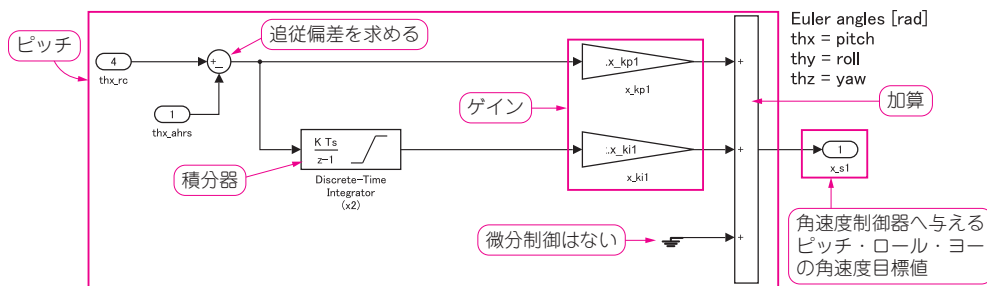 ピッチ
追従偏差を求める
4
thx_rc
+
−
1
thx_ahrs
K Ts
z−1
Discrete-Time
Integrator
(x2)
積分器
ゲイン
.x_kp1
x_kp1
:.x_ki1
x_ki1
微分制御はない
+
+
+
Euler angles [rad]
thx = pitch
thy = roll
thz = yaw
加算
1
x_s1
角速度制御器へ与える
ピッチ・ロール・ヨー
の角速度目標値